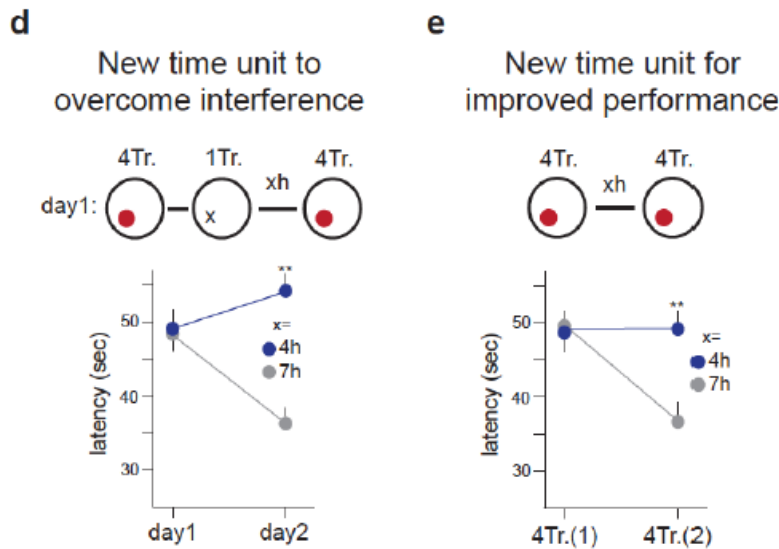 d
New time unit to
overcome interference
4Tr. 1Tr. 4Tr.
xh
day1: x
**
50
40
30
latency (sec)
x=
4h
7h
day1 day2
e
New time unit for
improved performance
4Tr. 4Tr.
xh
**
50
40
30
latency (sec)
x=
4h
7h
4Tr.(1) 4Tr.(2)